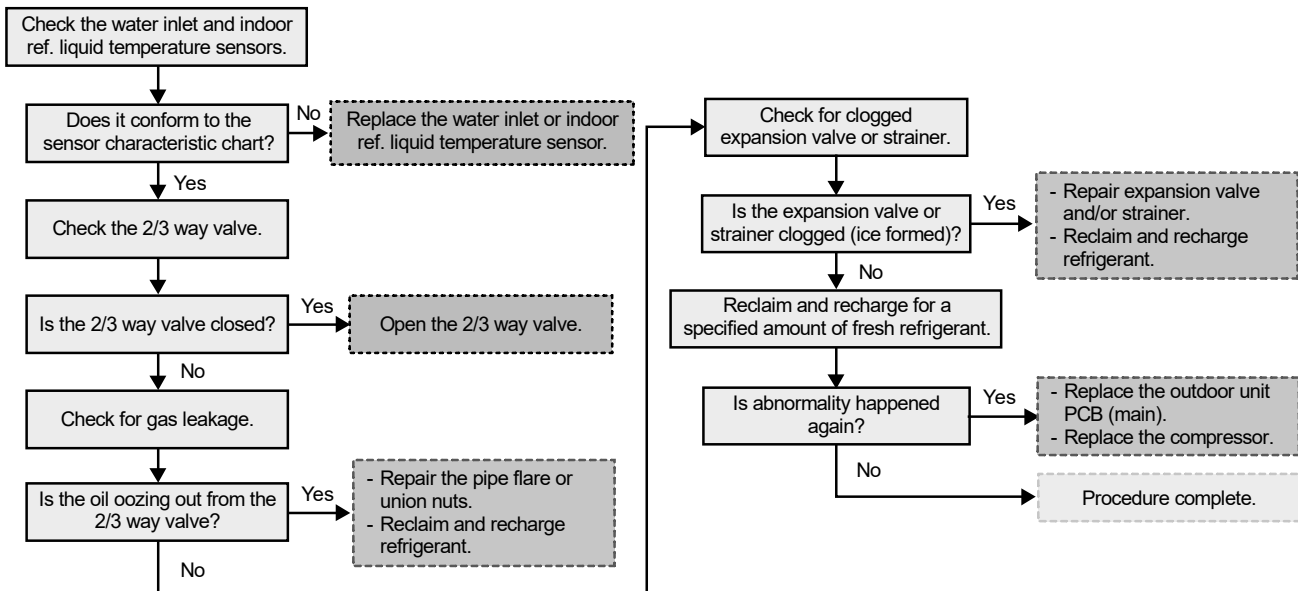 Check the water inlet and indoor
ref. liquid temperature sensors.
Does it conform to the
sensor characteristic chart?
No
Replace the water inlet or indoor
ref. liquid temperature sensor.
Yes
Check the 2/3 way valve.
Is the 2/3 way valve closed?
Yes
Open the 2/3 way valve.
No
Check for gas leakage.
Is the oil oozing out from the
2/3 way valve?
Yes
- Repair the pipe flare or
union nuts.
- Reclaim and recharge
refrigerant.
No
Check for clogged
expansion valve or strainer.
Is the expansion valve or
strainer clogged (ice formed)?
Yes
- Repair expansion valve
and/or strainer.
- Reclaim and recharge
refrigerant.
No
Reclaim and recharge for a
specified amount of fresh refrigerant.
Is abnormality happened
again?
Yes
- Replace the outdoor unit
PCB (main).
- Replace the compressor.
No
Procedure complete.